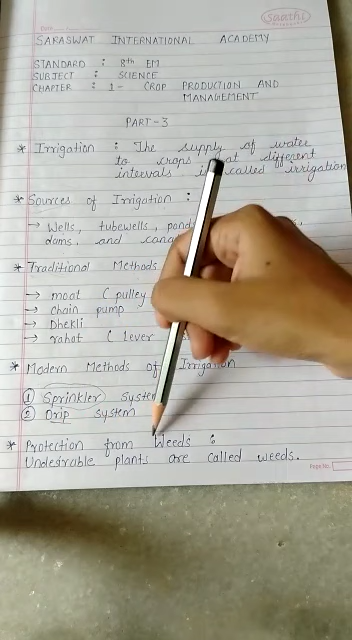 Date
Saathi
SARASWAT INTERNATIONAL ACADEMY
STANDARD : 8th EM
SUBJECT : SCIENCE
CHAPTER : 1- CROP PRODUCTION AND
MANAGEMENT
PART-3
* Irrigation : The supply of water
to crops at different
intervals is called irrigation
* Sources of Irrigation :
→ Wells, tubewells,
dams, and
* Traditional Methods
→ moat (pulley
→ chain pump
→ Dhekli
→ rahat (lever
* Modern Methods of Irrigation
① Sprinkler system
② Drip system
* Protection from Weeds :
Undesirable plants are called weeds.
Page No.